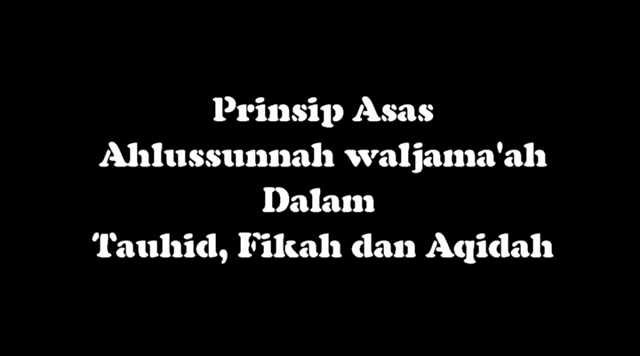 Prinsip Asas
Ahlussunnah waljama'ah
Dalam
Tauhid, Fikah dan Aqidah